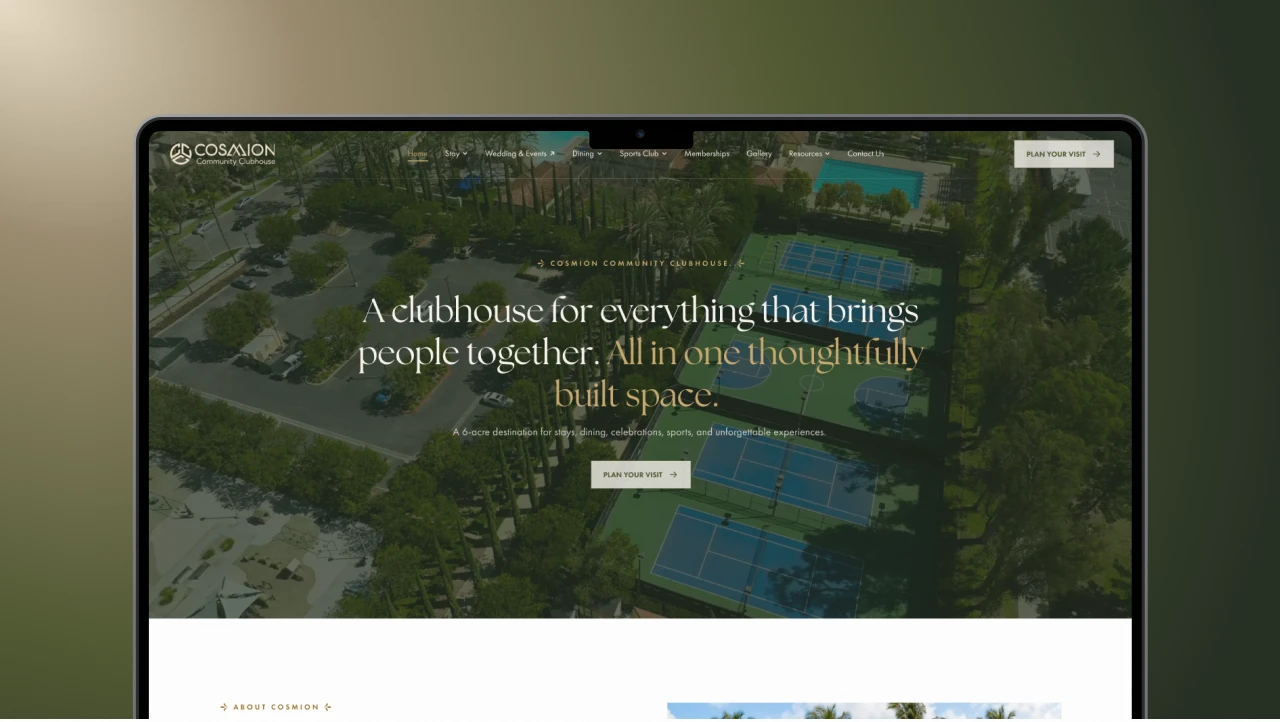 COSMION
Community Clubhouse
Home Stay Wedding & Events Dining Sports Club Memberships Gallery Resources Contact Us
PLAN YOUR VISIT
COSMION COMMUNITY CLUBHOUSE.
A clubhouse for everything that brings
people together. All in one thoughtfully
built space.
A 6-acre destination for stays, dining, celebrations, sports, and unforgettable experiences.
PLAN YOUR VISIT
ABOUT COSMION